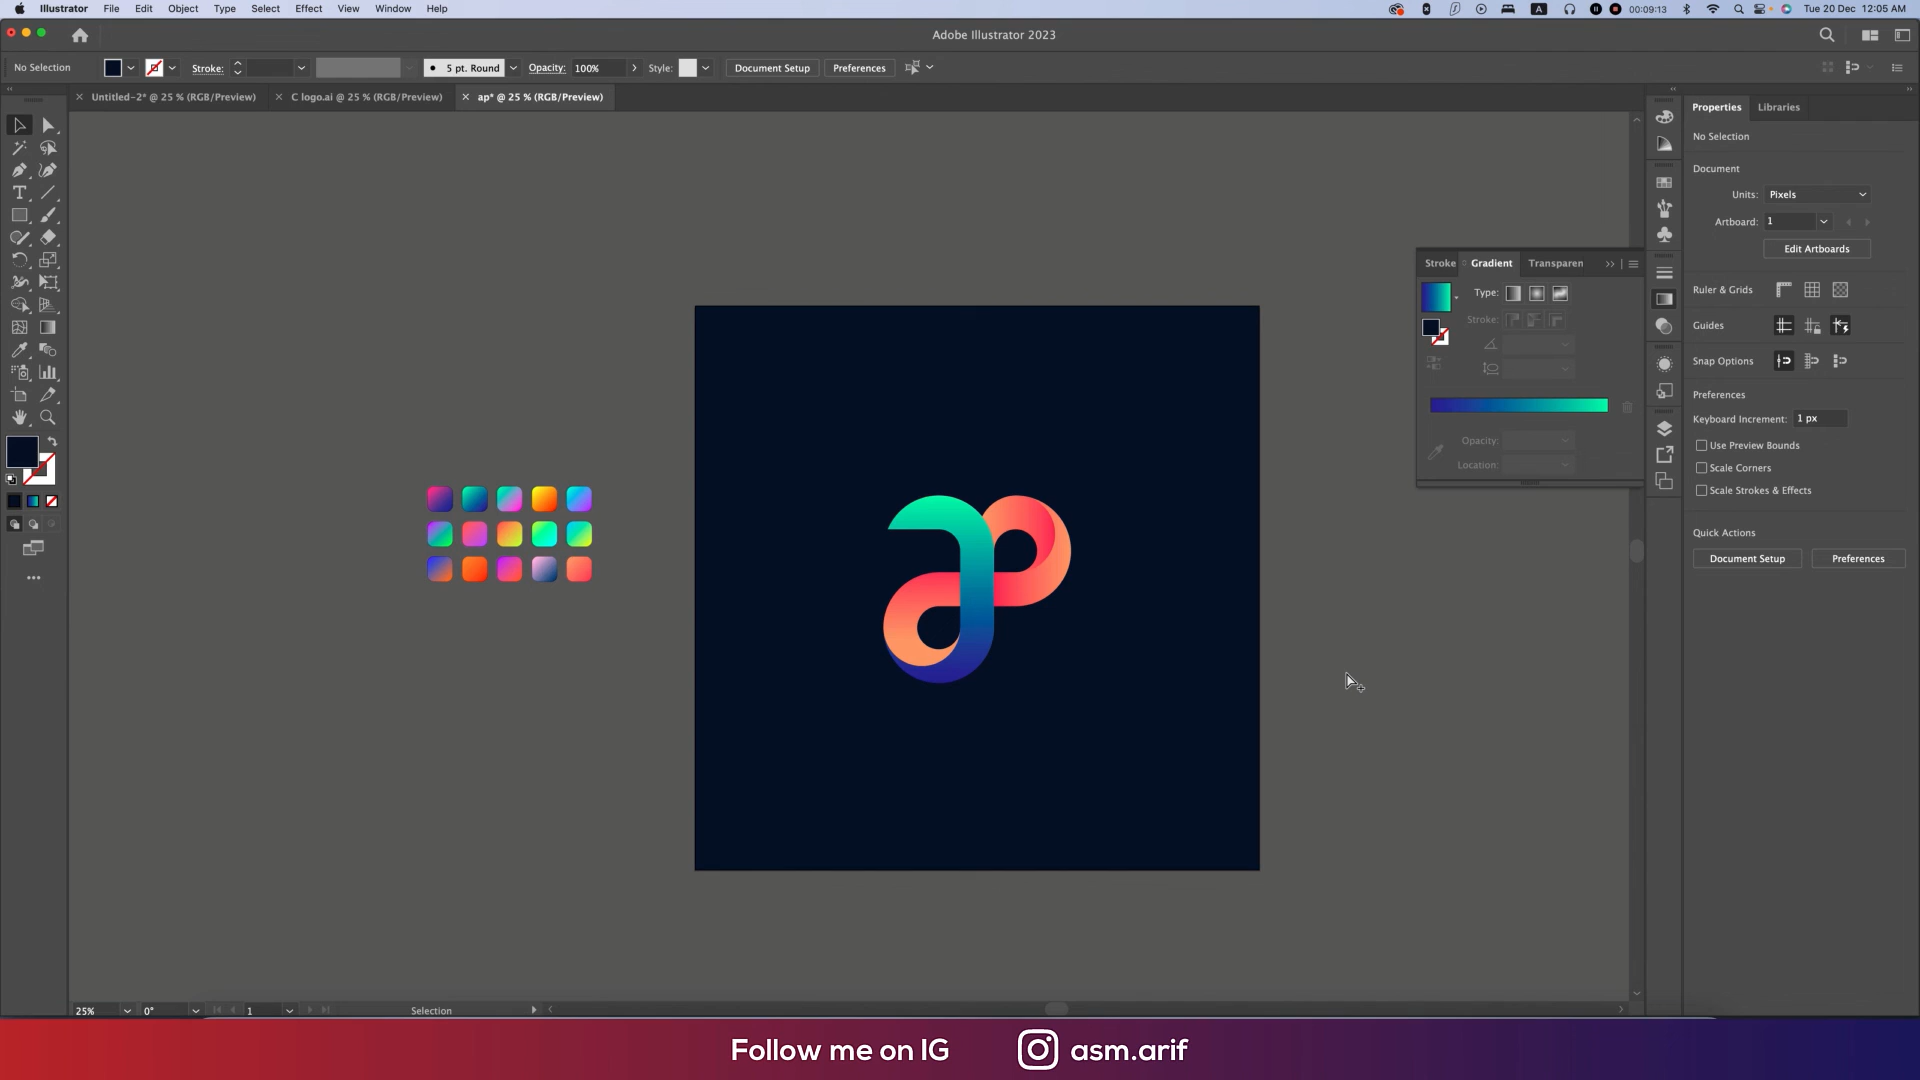 Illustrator File Edit Object Type Select Effect View Window Help
A 00:09:13 Tue 20 Dec 12:05 AM
Adobe Illustrator 2023
No Selection Stroke: 5 pt. Round Opacity: 100% Style: Document Setup Preferences
Untitled-2* @ 25 % (RGB/Preview) C logo.ai @ 25 % (RGB/Preview) ap* @ 25 % (RGB/Preview)
Properties Libraries
No Selection
Document
Units: Pixels
Artboard: 1
Edit Artboards
Ruler & Grids
Guides
Snap Options
Preferences
Keyboard Increment: 1 px
Use Preview Bounds
Scale Corners
Scale Strokes & Effects
Quick Actions
Document Setup Preferences
Stroke Gradient Transparen
Type:
Stroke:
Opacity:
Location:
ap
25% 0° 1 Selection
Follow me on IG asm.arif